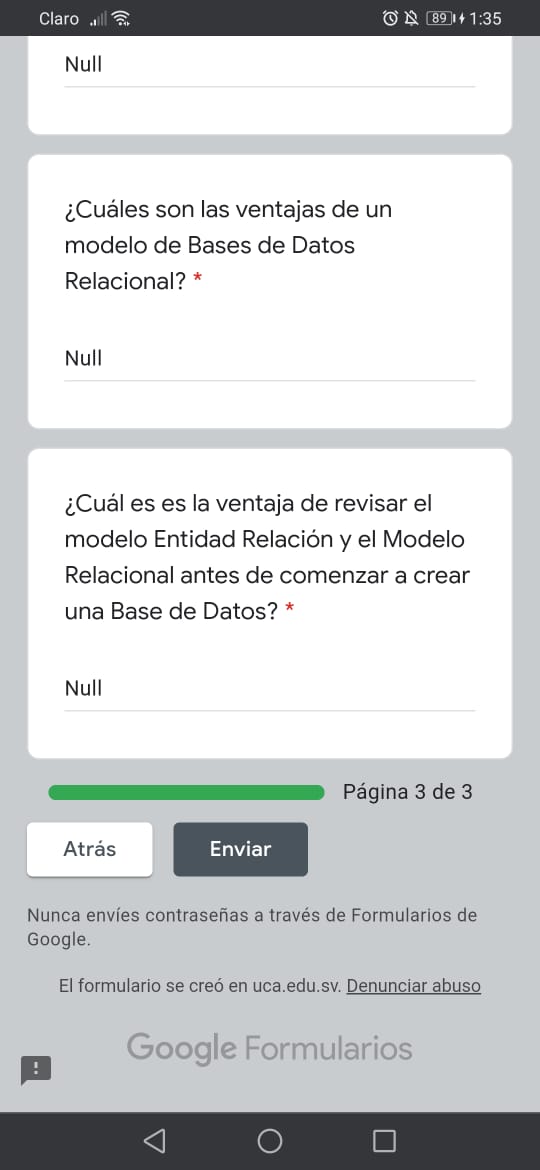 Claro 89 1:35
Null
¿Cuáles son las ventajas de un
modelo de Bases de Datos
Relacional? *
Null
¿Cuál es es la ventaja de revisar el
modelo Entidad Relación y el Modelo
Relacional antes de comenzar a crear
una Base de Datos? *
Null
Página 3 de 3
Atrás Enviar
Nunca envíes contraseñas a través de Formularios de
Google.
El formulario se creó en uca.edu.sv. Denunciar abuso
Google Formularios